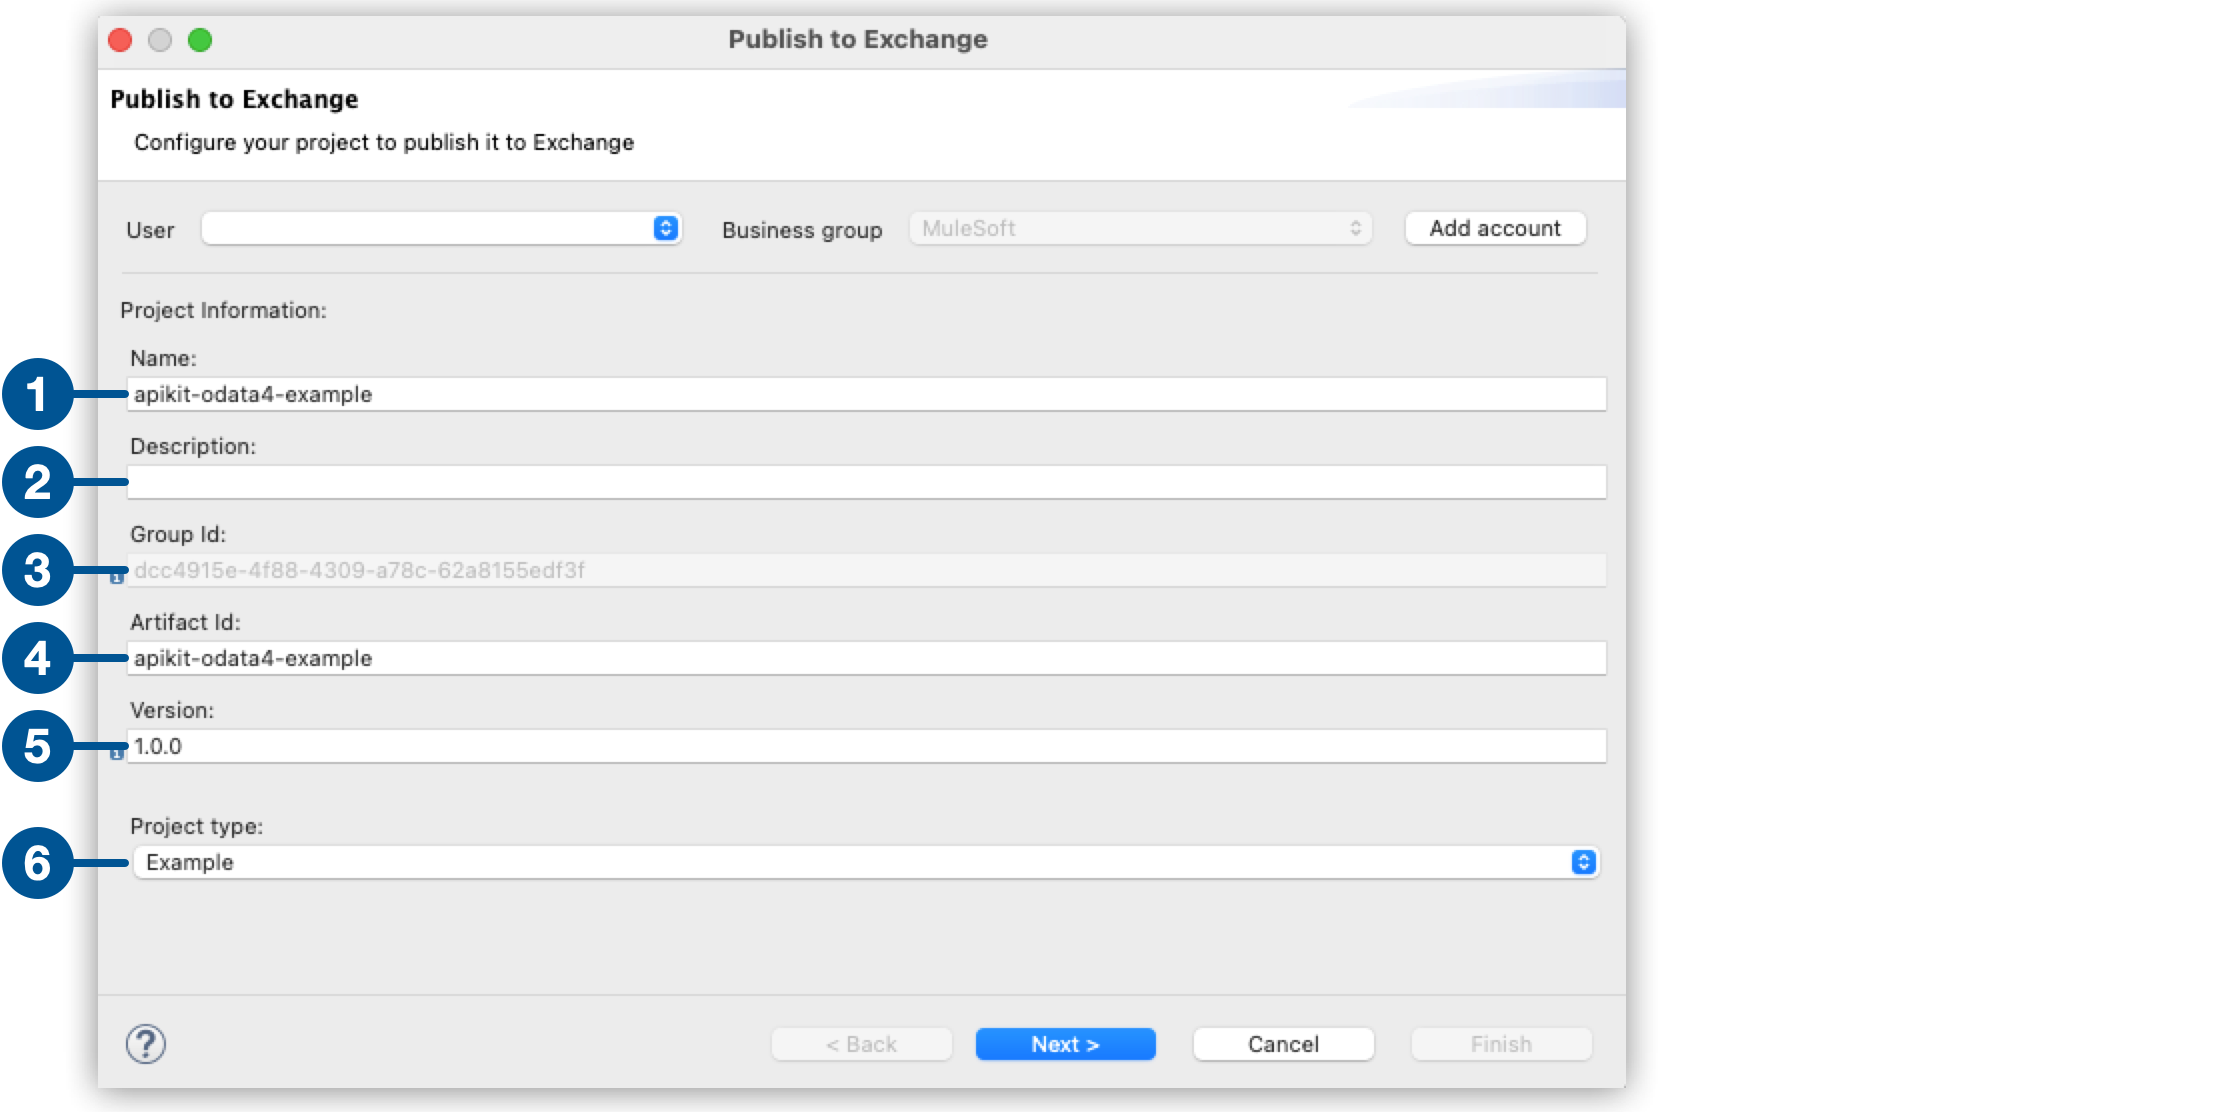 Publish to Exchange
Publish to Exchange
Configure your project to publish it to Exchange
User Business group MuleSoft Add account
Project Information:
Name:
1 apikit-odata4-example
Description:
2
Group Id:
3 dcc4915e-4f88-4309-a78c-62a8155edf3f
Artifact Id:
4 apikit-odata4-example
Version:
5 1.0.0
Project type:
6 Example
? < Back Next > Cancel Finish